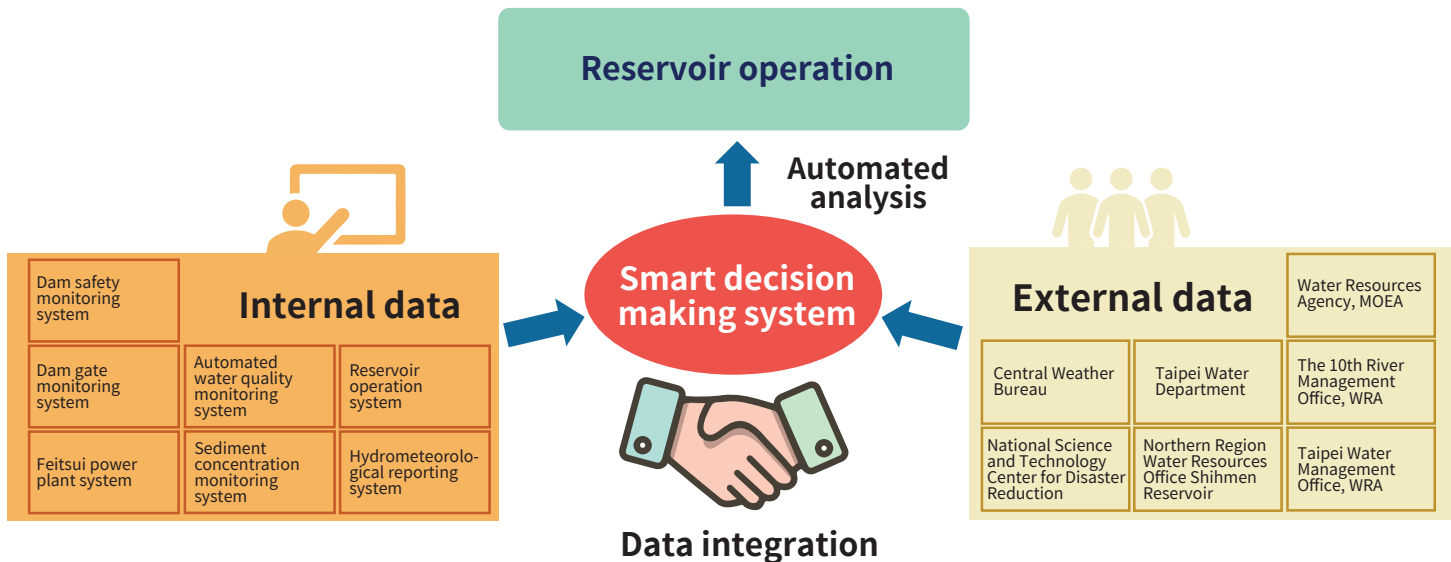 Reservoir operation
Automated
analysis
Smart decision
making system
Data integration
Internal data
Dam safety
monitoring
system
Dam gate
monitoring
system
Automated
water quality
monitoring
system
Reservoir
operation
system
Feitsui power
plant system
Sediment
concentration
monitoring
system
Hydrometeorolo-
gical reporting
system
External data
Water Resources
Agency, MOEA
Central Weather
Bureau
Taipei Water
Department
The 10th River
Management
Office, WRA
National Science
and Technology
Center for Disaster
Reduction
Northern Region
Water Resources
Office Shihmen
Reservoir
Taipei Water
Management
Office, WRA